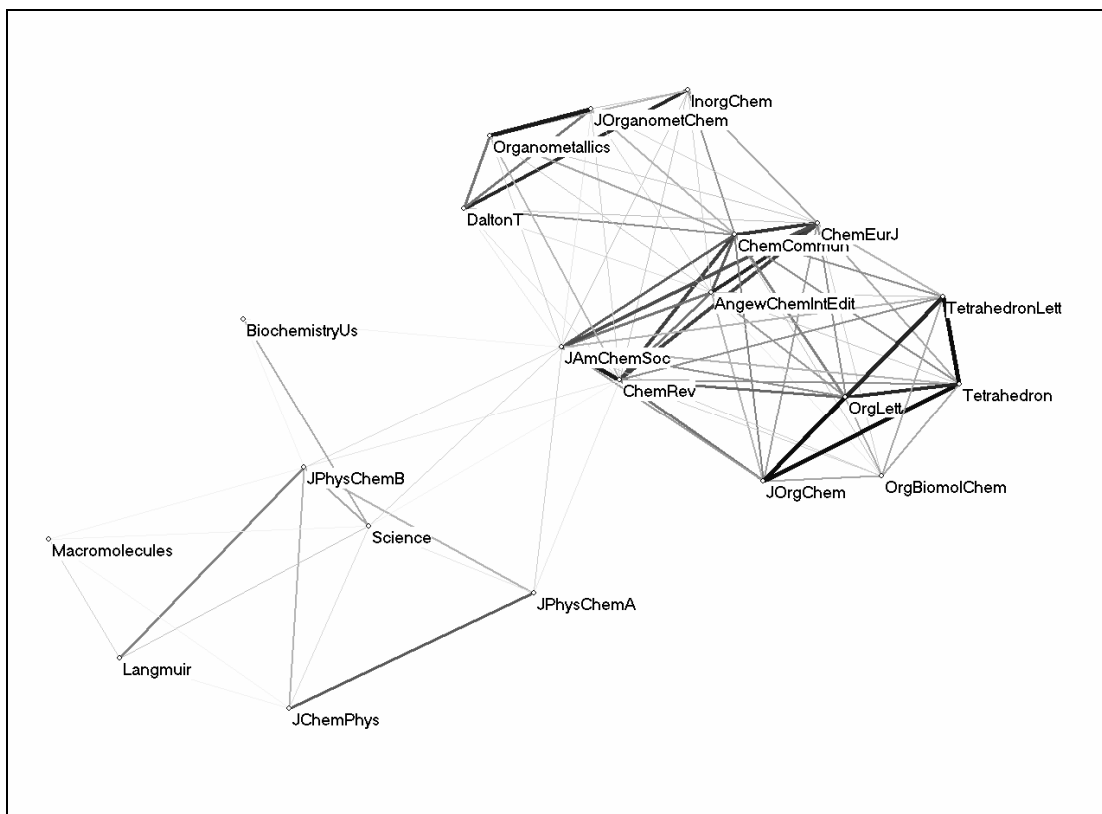 InorgChem
JOrganometChem
Organometallics
DaltonT
ChemEurJ
ChemCommun
AngewChemIntEdit
TetrahedronLett
BiochemistryUs
JAmChemSoc
ChemRev
Tetrahedron
OrgLett
JPhysChemB
OrgBiomolChem
JOrgChem
Science
Macromolecules
JPhysChemA
Langmuir
JChemPhys